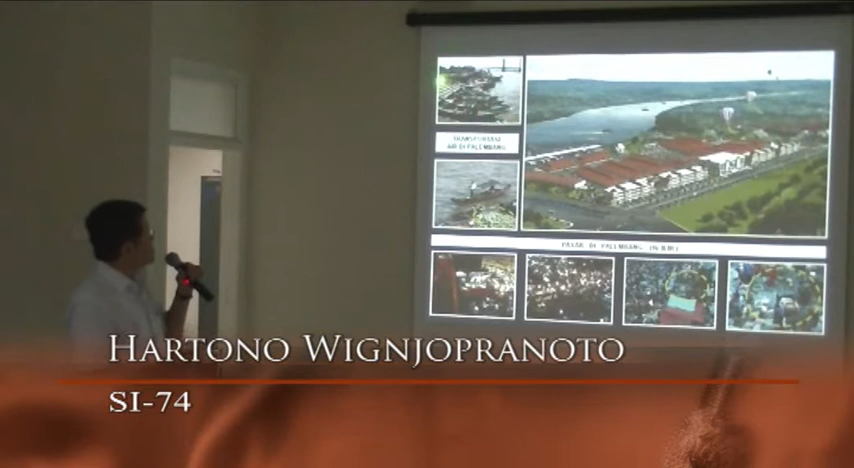 TRANSPORTASI
AIR DI PALEMBANG
PASAR DI PALEMBANG
HARTONO WIGNJOPRANOTO
SI-74